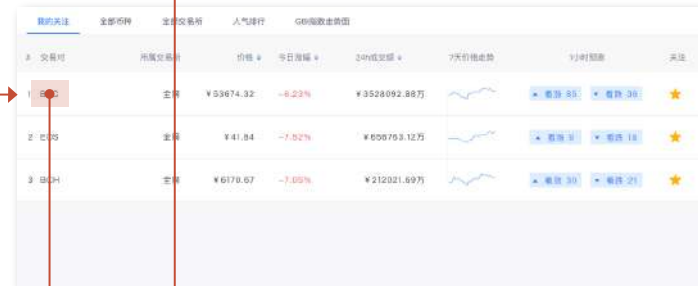 我的关注 全部币种 全部交易所 人气排行 GBI指数走势图
# 交易对 所属交易所 价格 今日涨幅 24H成交额 7天价格走势 1小时预测 关注
1 BTC 全网 ¥53674.32 -6.23% ¥3528092.88万 看涨 85 看跌 36
2 EOS 全网 ¥41.84 -7.52% ¥656763.12万 看涨 9 看跌 18
3 BCH 全网 ¥6170.67 -7.05% ¥212021.69万 看涨 30 看跌 21